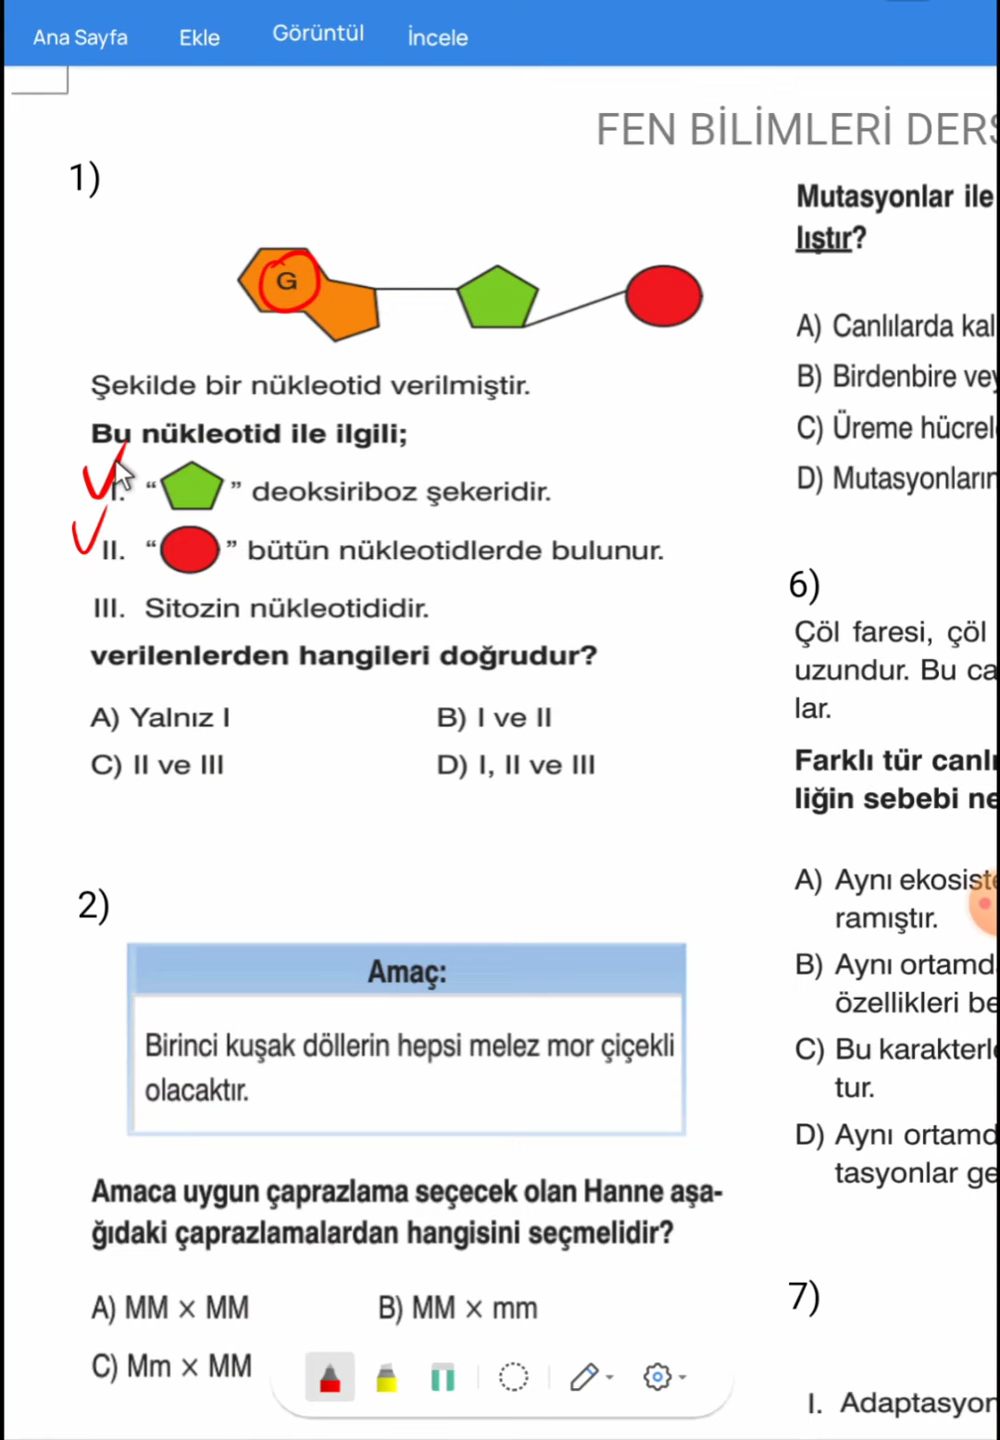 Ana Sayfa Ekle Görüntül İncele
FEN BİLİMLERİ DERS
1)
G
Şekilde bir nükleotid verilmiştir.
Bu nükleotid ile ilgili;
I. “ ” deoksiriboz şekeridir.
II. “ ” bütün nükleotidlerde bulunur.
III. Sitozin nükleotididir.
verilenlerden hangileri doğrudur?
A) Yalnız I B) I ve II
C) II ve III D) I, II ve III
2)
Amaç:
Birinci kuşak döllerin hepsi melez mor çiçekli
olacaktır.
Amaca uygun çaprazlama seçecek olan Hanne aşa-
ğıdaki çaprazlamalardan hangisini seçmelidir?
A) MM × MM B) MM × mm
C) Mm × MM
Mutasyonlar ile
lıştır?
A) Canlılarda kal
B) Birdenbire vey
C) Üreme hücrel
D) Mutasyonların
6)
Çöl faresi, çöl
uzundur. Bu ca
lar.
Farklı tür canlı
liğin sebebi ne
A) Aynı ekosiste
ramıştır.
B) Aynı ortamd
özellikleri be
C) Bu karakterle
tur.
D) Aynı ortamd
tasyonlar ge
7)
I. Adaptasyon